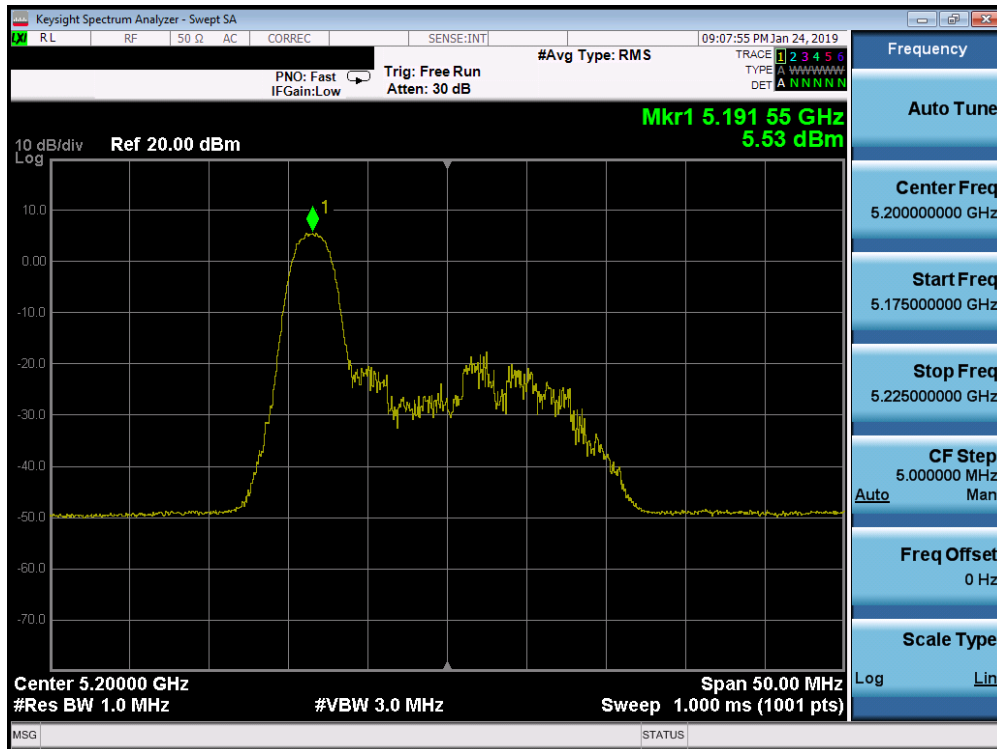 Keysight Spectrum Analyzer - Swept SA
LXI RL RF 50 Ω AC CORREC SENSE:INT 09:07:55 PM Jan 24, 2019
#Avg Type: RMS TRACE 1 2 3 4 5 6
PNO: Fast Trig: Free Run TYPE A WWWWW
IFGain:Low Atten: 30 dB DET A N N N N N
Mkr1 5.191 55 GHz
5.53 dBm
10 dB/div Ref 20.00 dBm
Log
1
10.0
0.00
-10.0
-20.0
-30.0
-40.0
-50.0
-60.0
-70.0
Center 5.20000 GHz Span 50.00 MHz
#Res BW 1.0 MHz #VBW 3.0 MHz Sweep 1.000 ms (1001 pts)
MSG STATUS
Frequency
Auto Tune
Center Freq
5.200000000 GHz
Start Freq
5.175000000 GHz
Stop Freq
5.225000000 GHz
CF Step
5.000000 MHz
Auto Man
Freq Offset
0 Hz
Scale Type
Log Lin